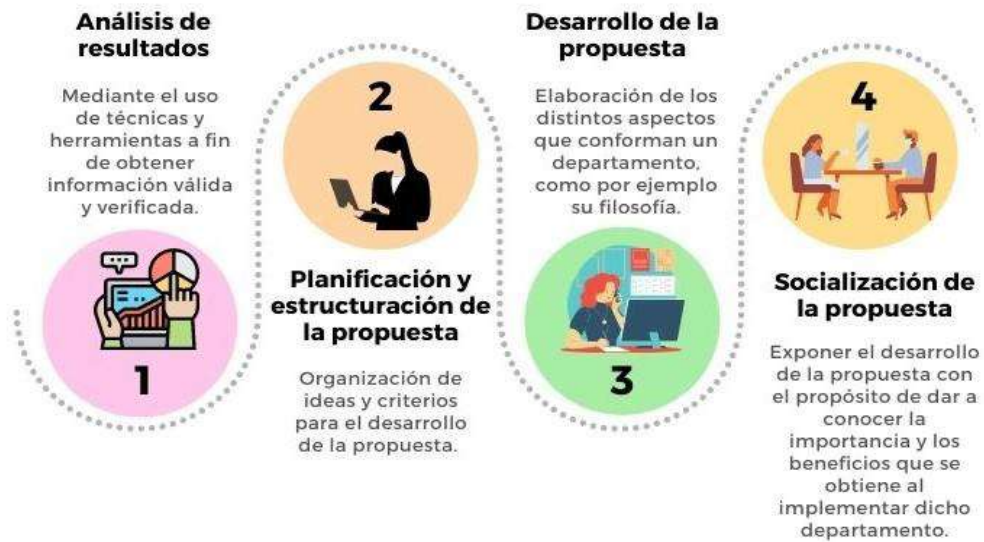 Análisis de
resultados
Mediante el uso
de técnicas y
herramientas a fin
de obtener
información válida
y verificada.
1
2
Planificación y
estructuración de
la propuesta
Organización de
ideas y criterios
para el desarrollo
de la propuesta.
Desarrollo de la
propuesta
Elaboración de los
distintos aspectos
que conforman un
departamento,
como por ejemplo
su filosofía.
3
4
Socialización de
la propuesta
Exponer el desarrollo
de la propuesta con
el propósito de dar a
conocer la
importancia y los
beneficios que se
obtiene al
implementar dicho
departamento.